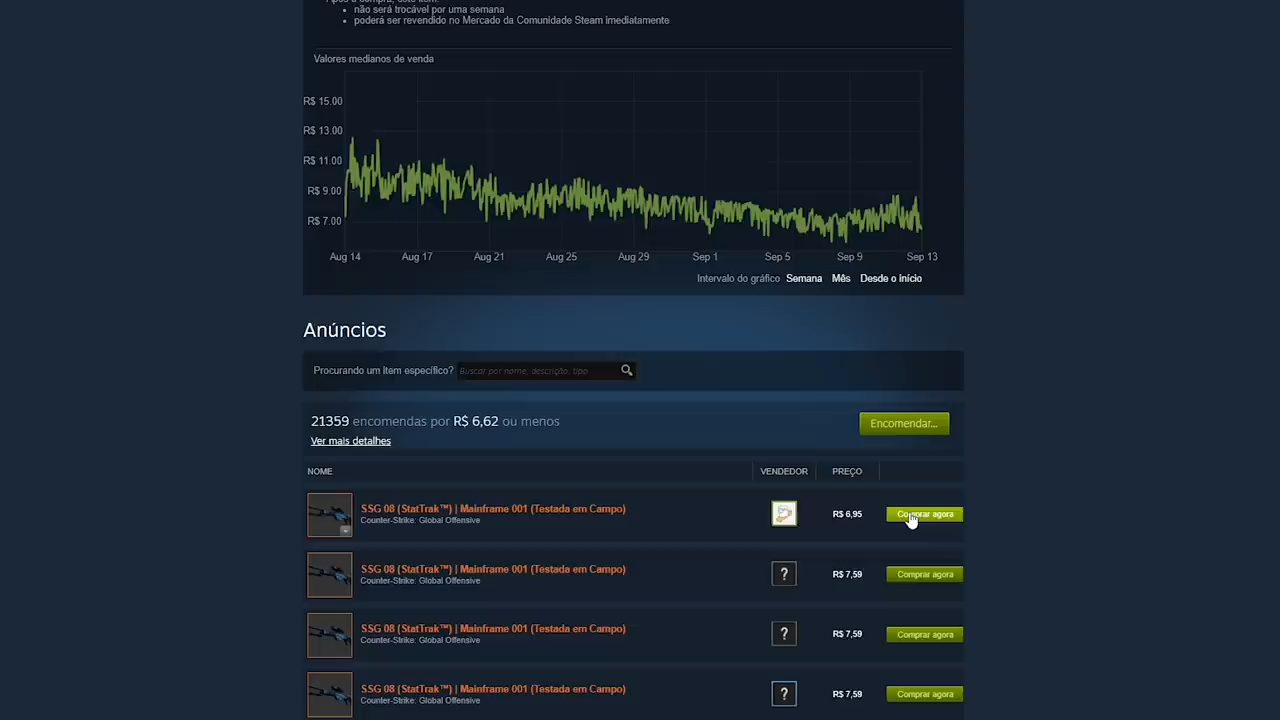 não será trocável por uma semana
poderá ser revendido no Mercado da Comunidade Steam imediatamente
Valores medianos de venda
R$ 15.00
R$ 13.00
R$ 11.00
R$ 9.00
R$ 7.00
Aug 14 Aug 17 Aug 21 Aug 25 Aug 29 Sep 1 Sep 5 Sep 9 Sep 13
Intervalo do gráfico Semana Mês Desde o início
Anúncios
Procurando um item específico? Buscar por nome, descrição, tipo
21359 encomendas por R$ 6,62 ou menos
Encomendar...
Ver mais detalhes
NOME VENDEDOR PREÇO
SSG 08 (StatTrak™) | Mainframe 001 (Testada em Campo)
Counter-Strike: Global Offensive
R$ 6,95 Comprar agora
SSG 08 (StatTrak™) | Mainframe 001 (Testada em Campo)
Counter-Strike: Global Offensive
? R$ 7,59 Comprar agora
SSG 08 (StatTrak™) | Mainframe 001 (Testada em Campo)
Counter-Strike: Global Offensive
? R$ 7,59 Comprar agora
SSG 08 (StatTrak™) | Mainframe 001 (Testada em Campo)
Counter-Strike: Global Offensive
? R$ 7,59 Comprar agora